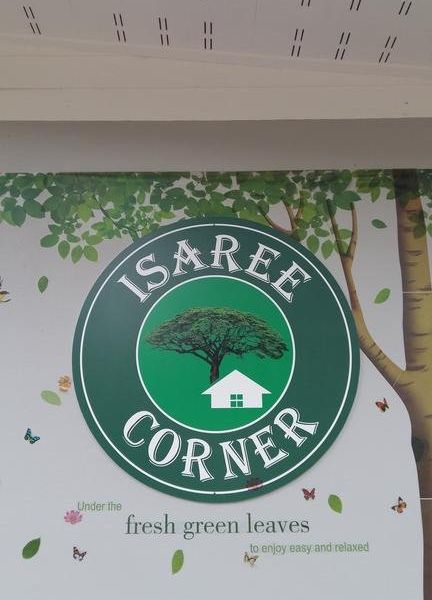 ISAREE
CORNER
Under the
fresh green leaves
to enjoy easy and relaxed